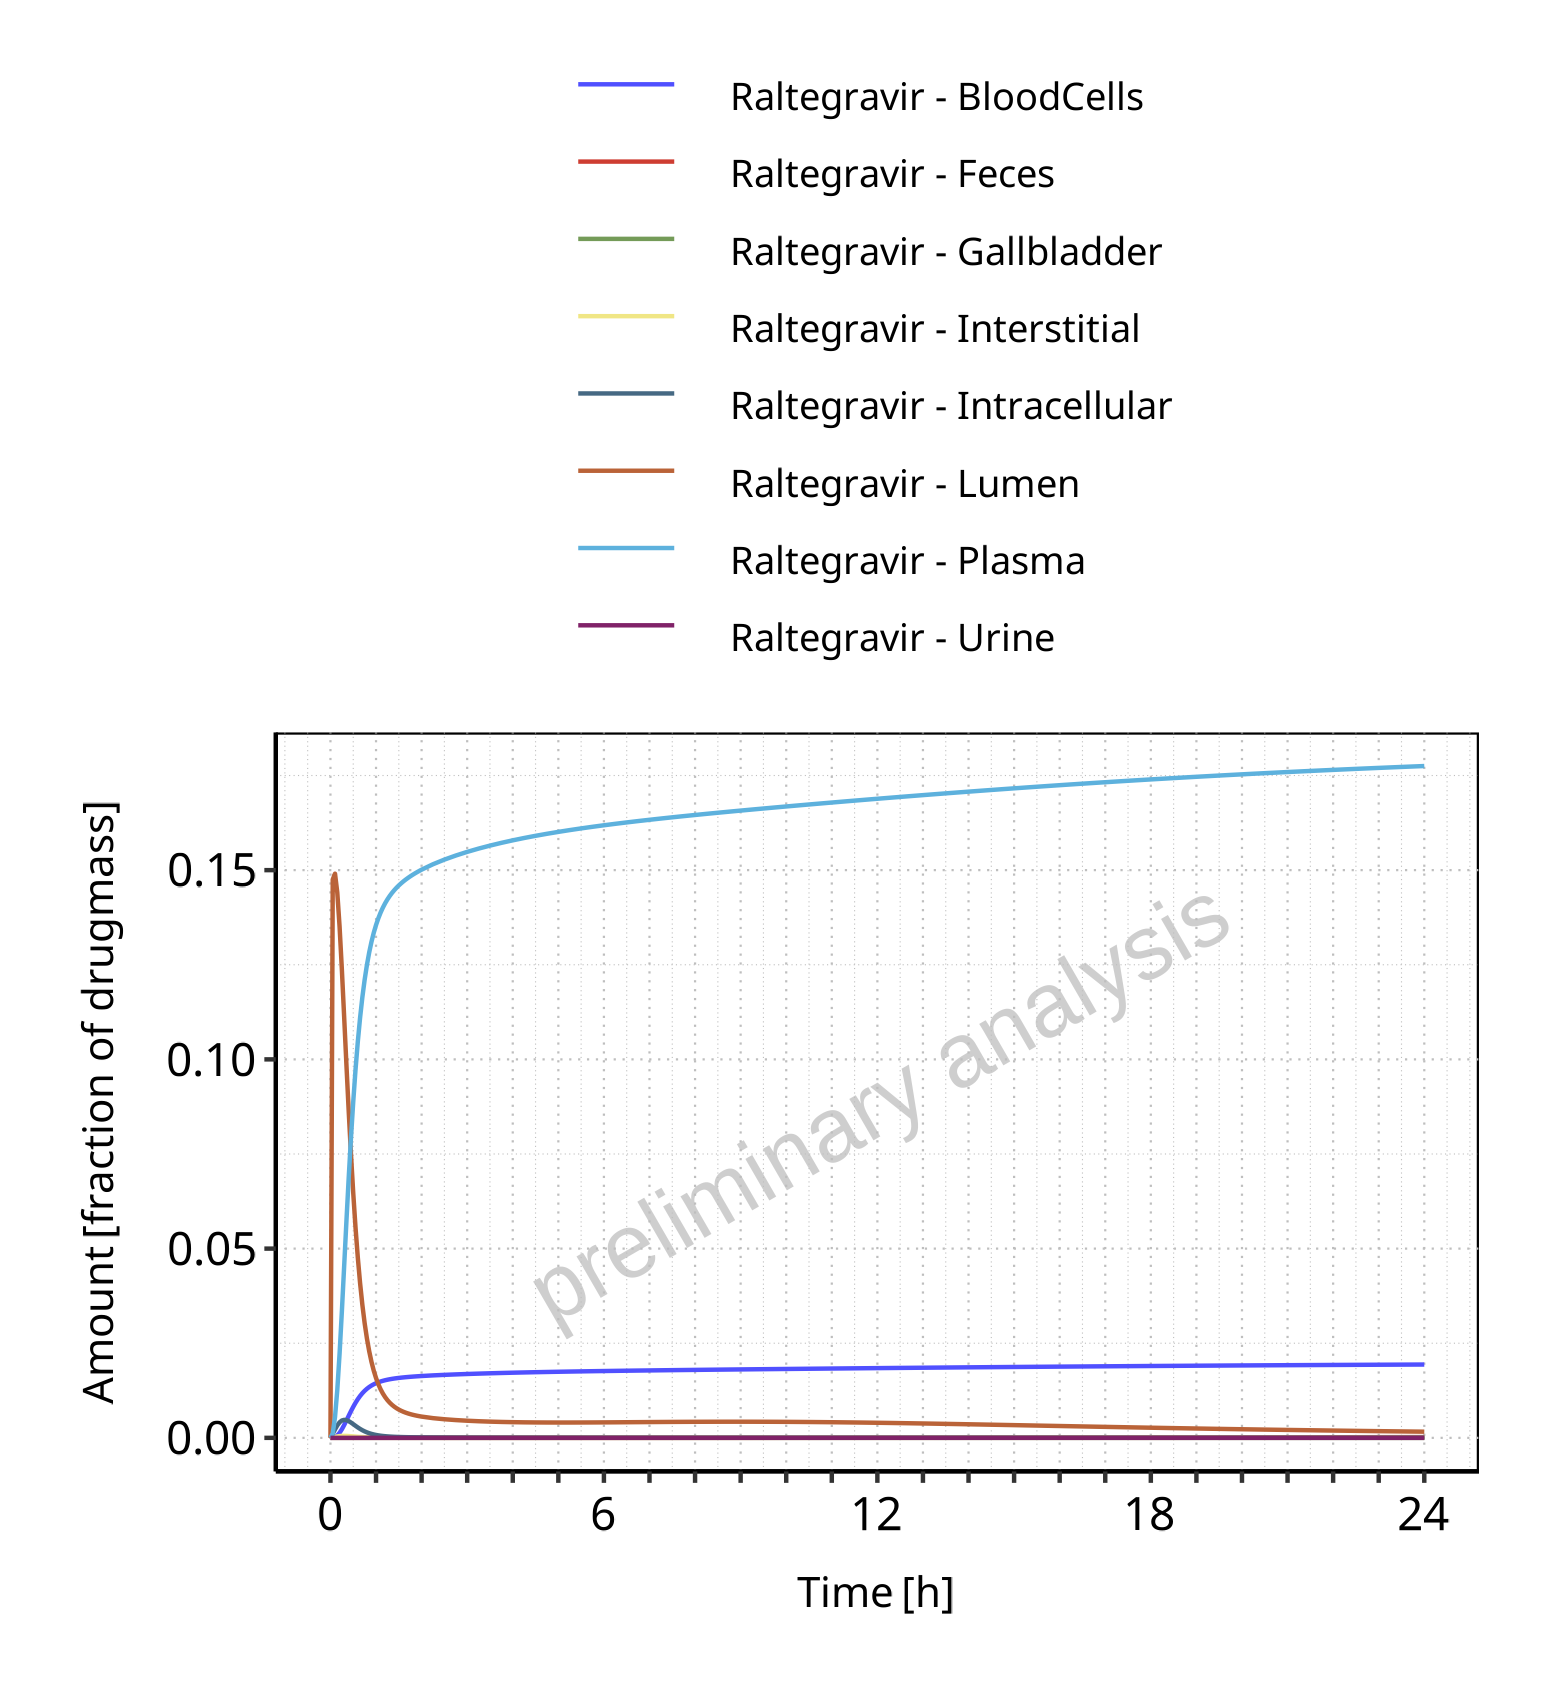 Raltegravir - BloodCells
Raltegravir - Feces
Raltegravir - Gallbladder
Raltegravir - Interstitial
Raltegravir - Intracellular
Raltegravir - Lumen
Raltegravir - Plasma
Raltegravir - Urine
Amount [fraction of drugmass]
0.15
0.10
0.05
0.00
preliminary analysis
0 6 12 18 24
Time [h]